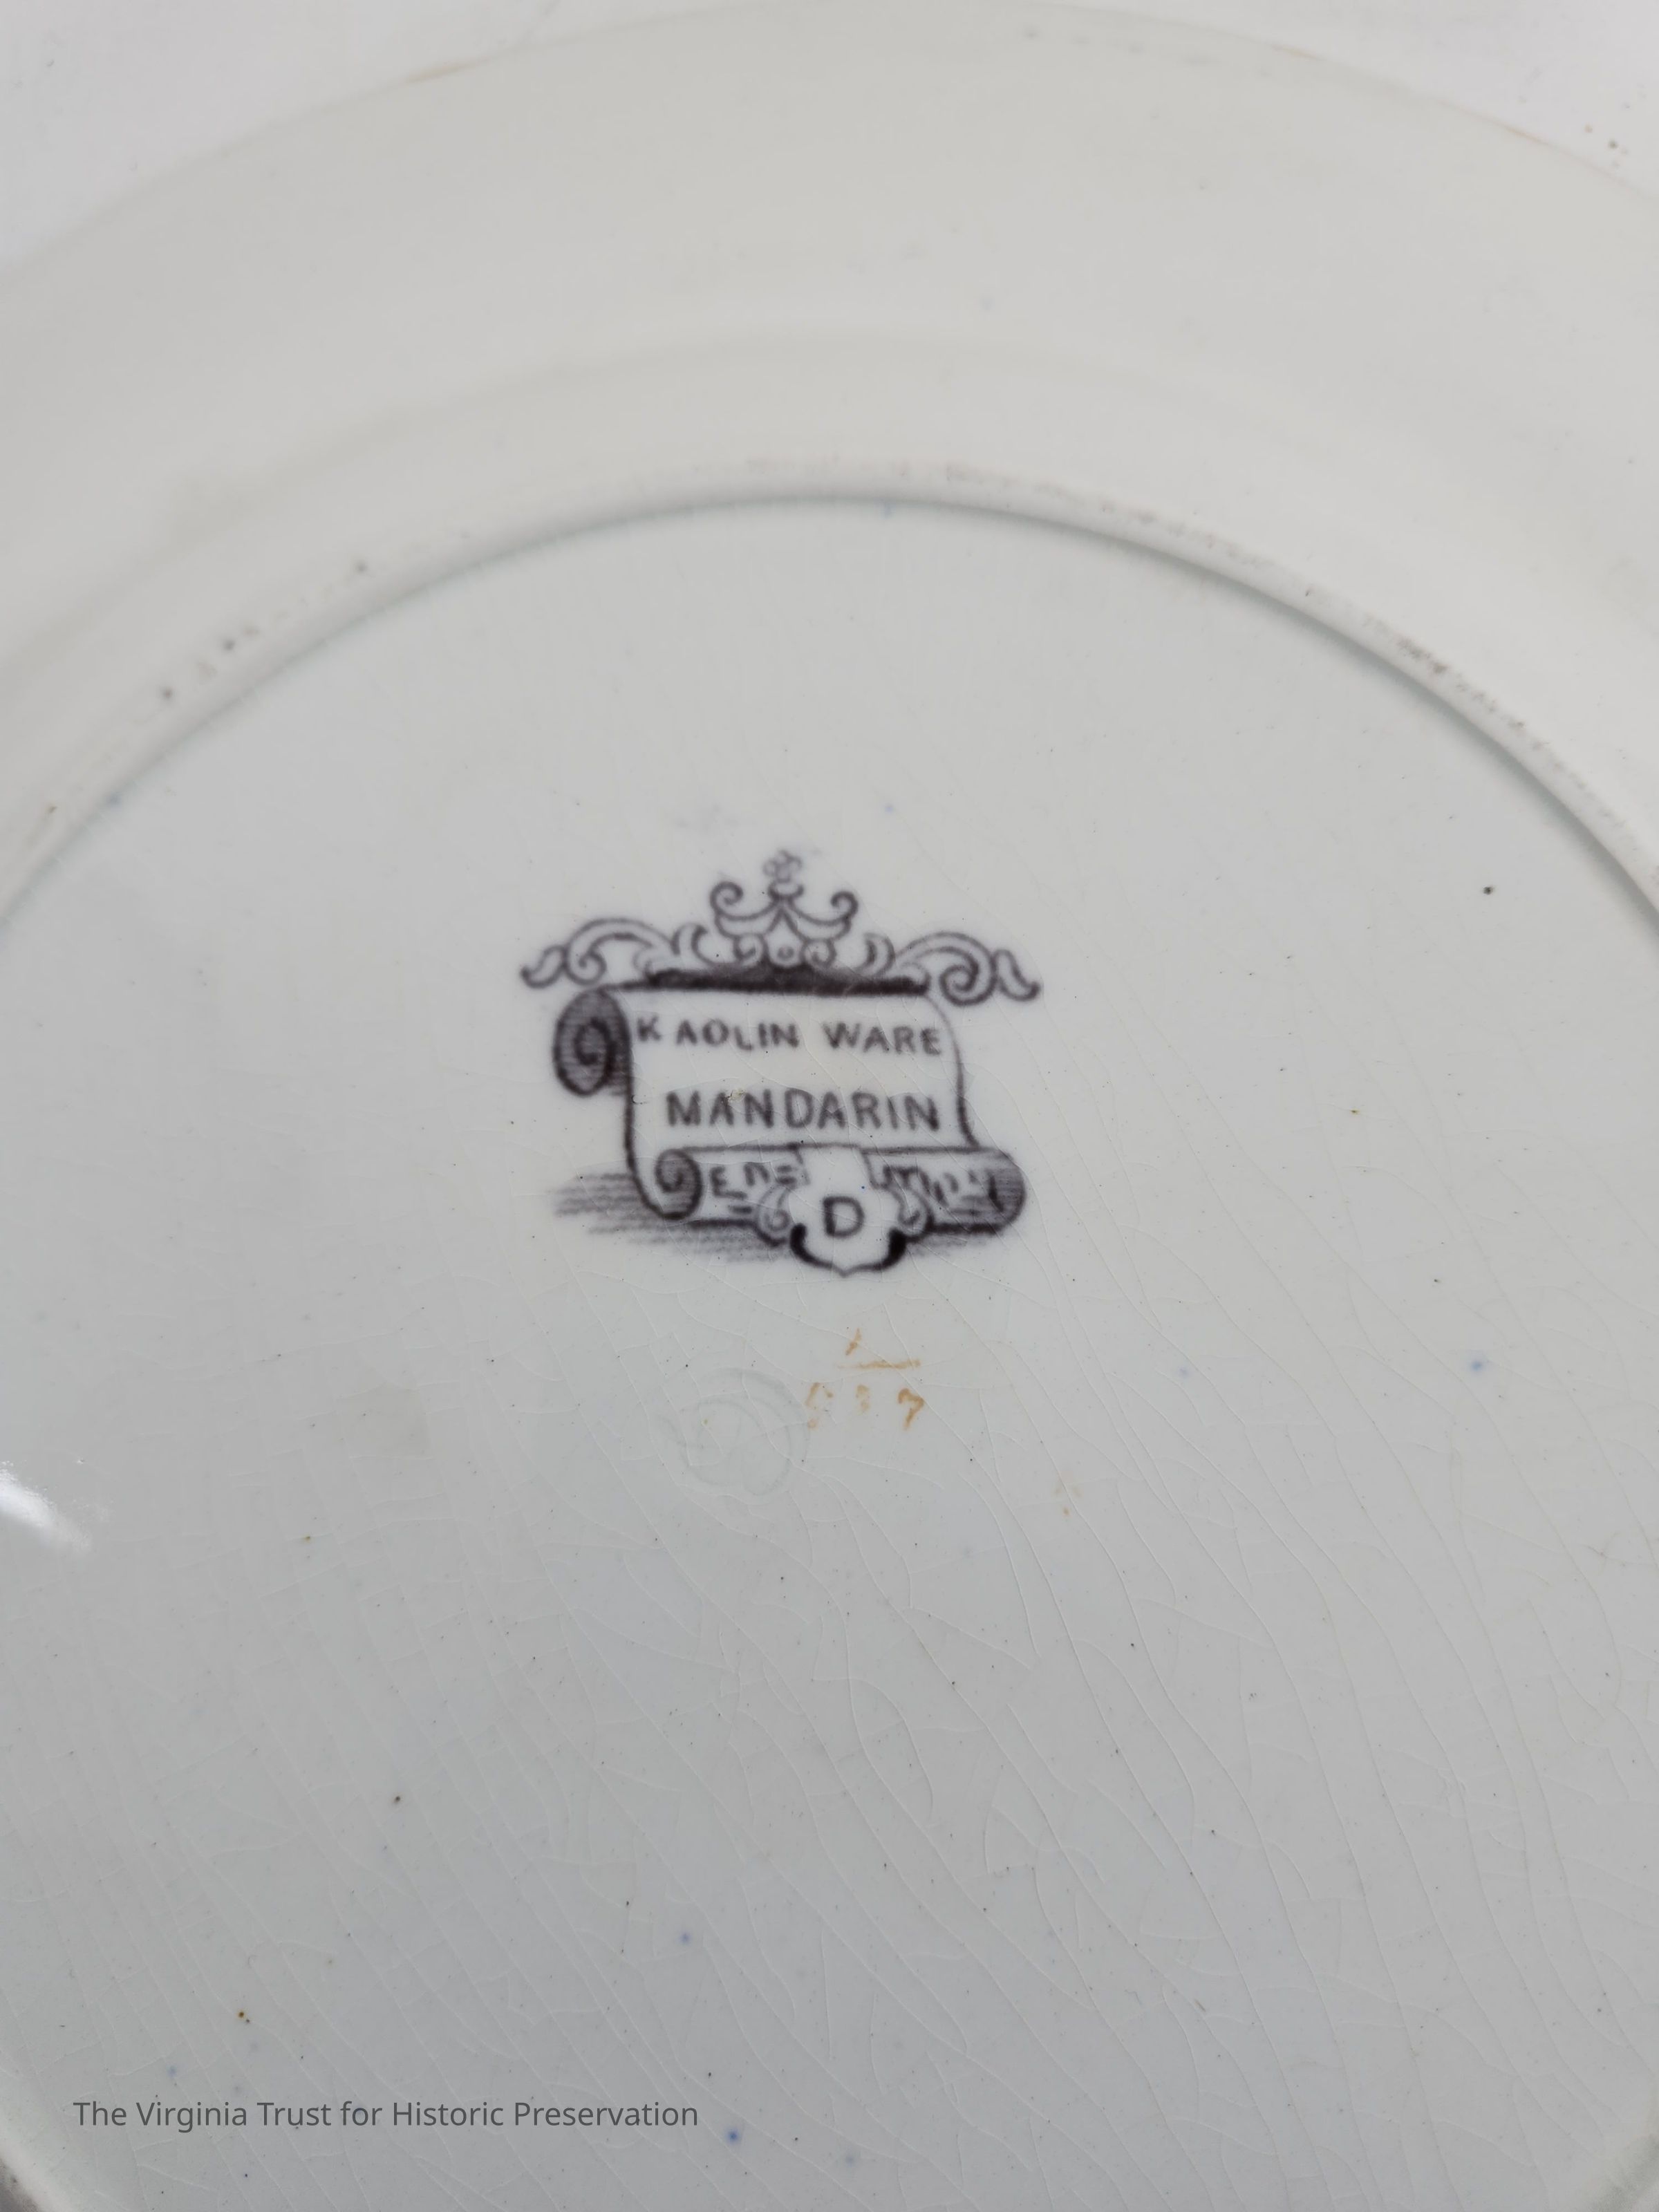 KAOLIN WARE
MANDARIN
D
The Virginia Trust for Historic Preservation